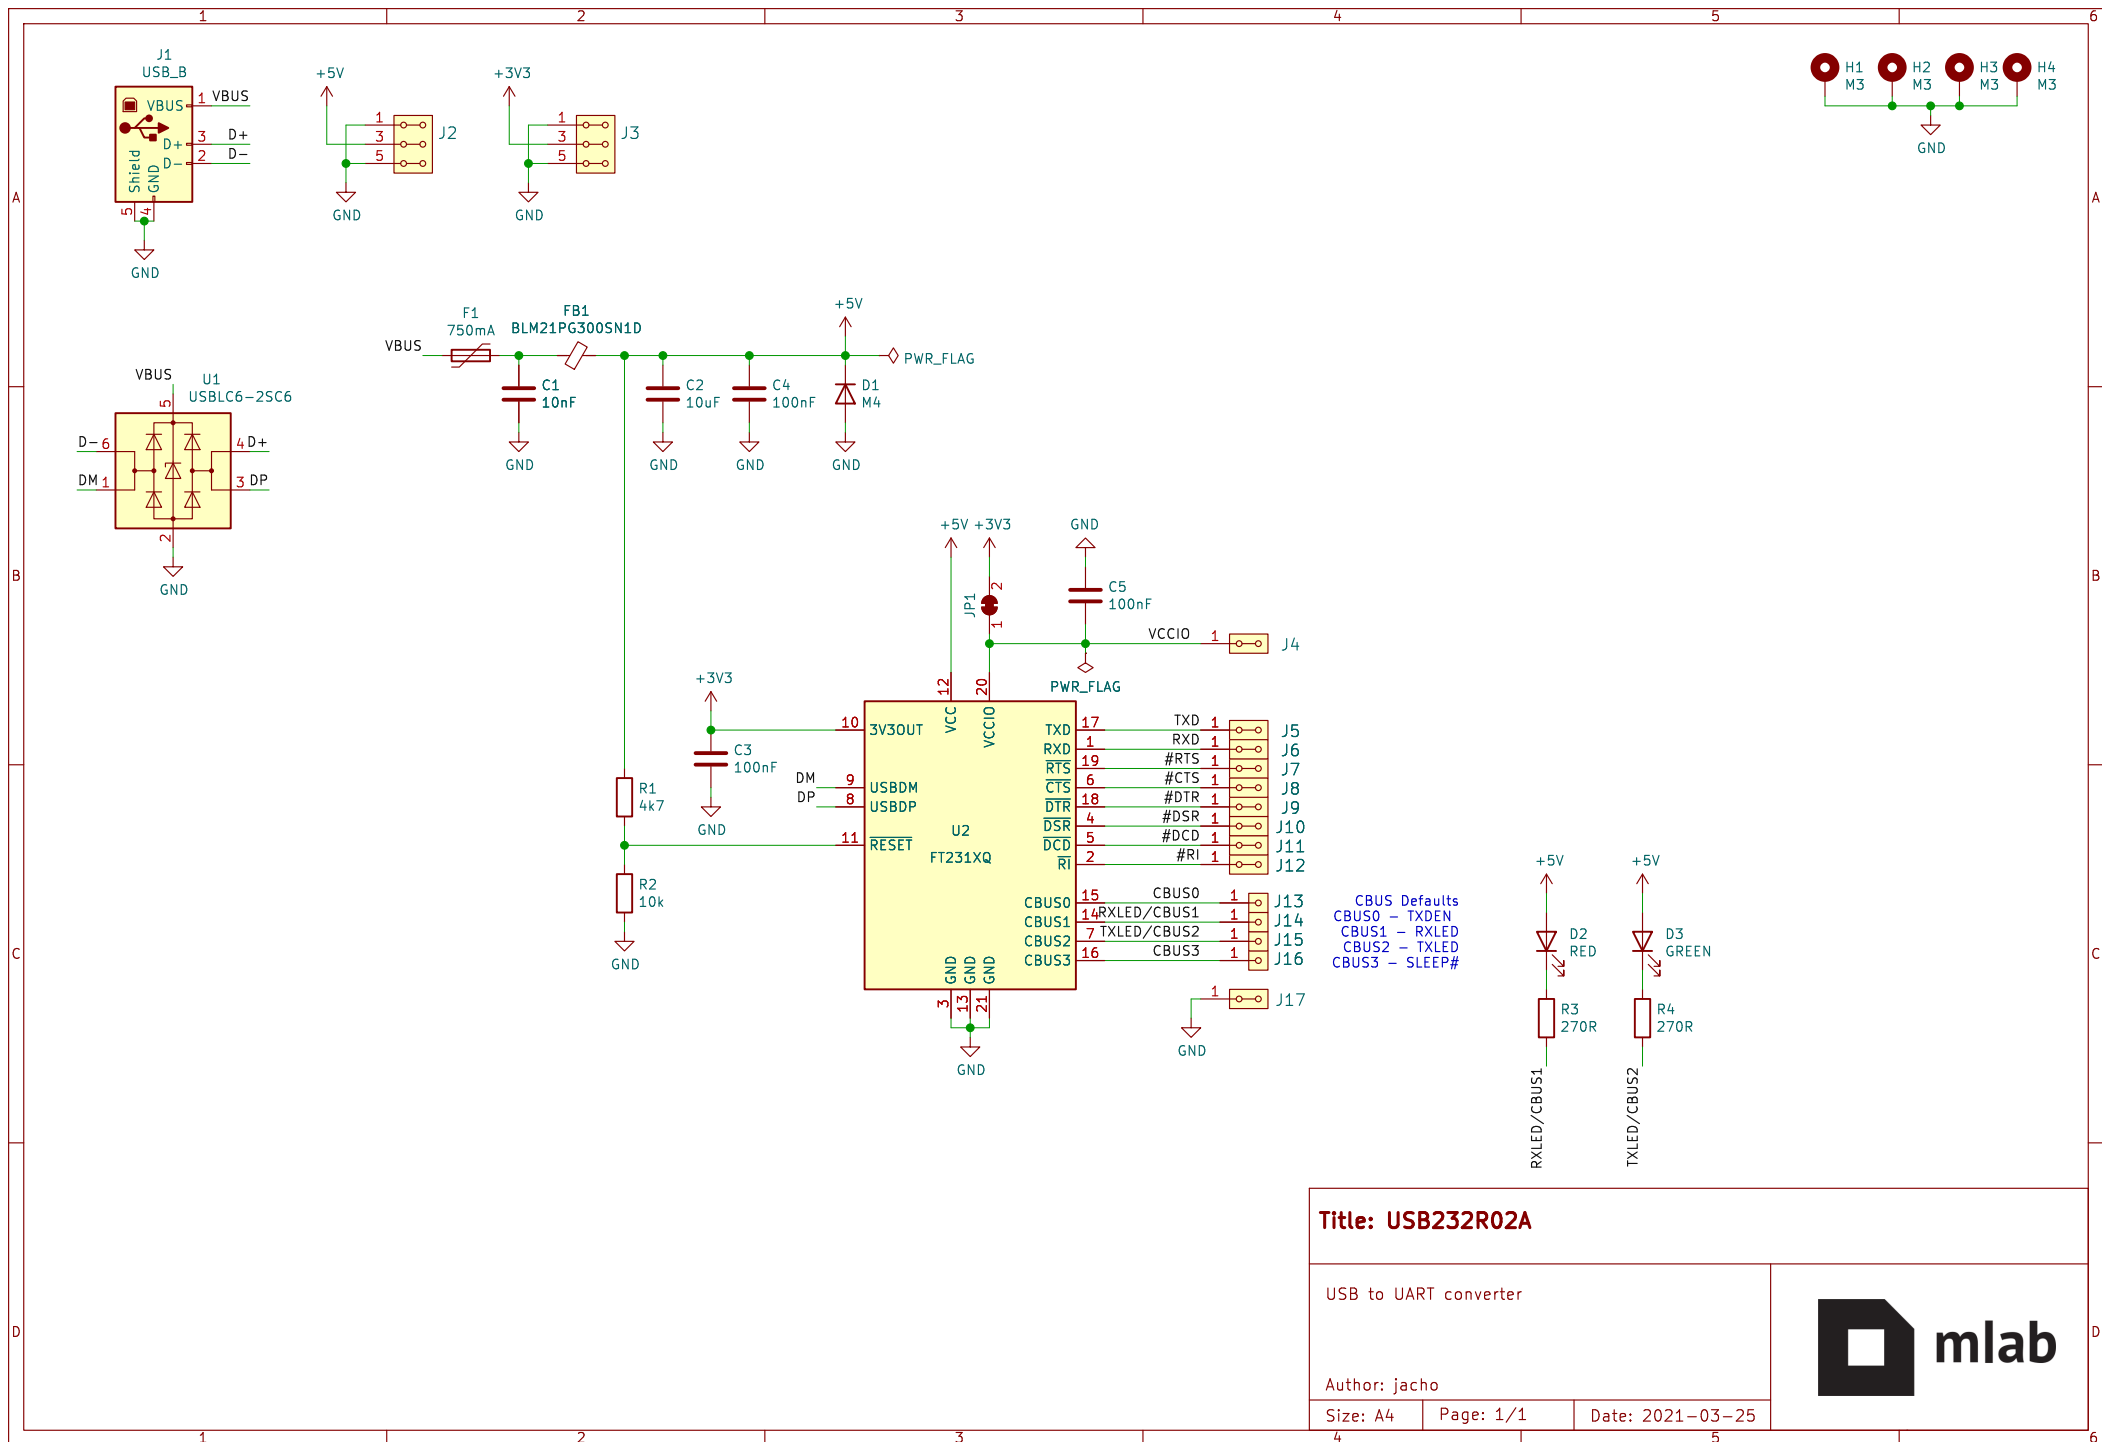 1 2 3 4 5 6
J1
USB_B
VBUS 1 VBUS
D+ 3 D+
D- 2 D-
Shield
GND
5 4
GND
+5V
1
3
5
J2
GND
+3V3
1
3
5
J3
GND
H1
M3
H2
M3
H3
M3
H4
M3
GND
A A
VBUS
F1
750mA
FB1
BLM21PG300SN1D
+5V
PWR_FLAG
C1
10nF
GND
C2
10uF
GND
C4
100nF
GND
D1
M4
GND
VBUS
U1
USBLC6-2SC6
5
D- 6
4 D+
DM 1
3 DP
2
GND
B B
+5V +3V3
GND
JP1
2
1
C5
100nF
VCCIO 1 J4
PWR_FLAG
+3V3
C3
100nF
GND
R1
4k7
R2
10k
GND
12 20
VCC VCCIO
10 3V3OUT
DM 9 USBDM
DP 8 USBDP
11 RESET
U2
FT231XQ
TXD 17 TXD 1 J5
RXD 1 RXD 1 J6
RTS 19 #RTS 1 J7
CTS 6 #CTS 1 J8
DTR 18 #DTR 1 J9
DSR 4 #DSR 1 J10
DCD 5 #DCD 1 J11
RI 2 #RI 1 J12
CBUS0 15 CBUS0 1 J13
CBUS1 14 RXLED/CBUS1 1 J14
CBUS2 7 TXLED/CBUS2 1 J15
CBUS3 16 CBUS3 1 J16
GND GND GND
3 13 21
GND
1 J17
GND
CBUS Defaults
CBUS0 - TXDEN
CBUS1 - RXLED
CBUS2 - TXLED
CBUS3 - SLEEP#
+5V
D2
RED
R3
270R
RXLED/CBUS1
+5V
D3
GREEN
R4
270R
TXLED/CBUS2
C C
Title: USB232R02A
USB to UART converter
Author: jacho
Size: A4 Page: 1/1 Date: 2021-03-25
mlab
D D
1 2 3 4 5 6